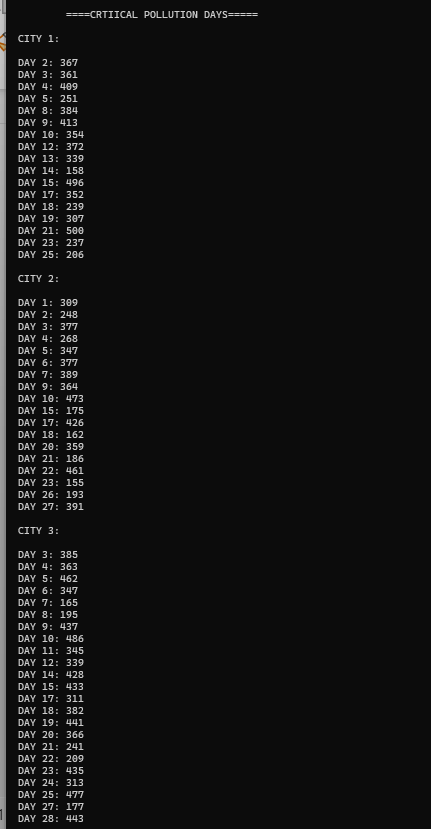 ====CRTIICAL POLLUTION DAYS=====
CITY 1:
DAY 2: 367
DAY 3: 361
DAY 4: 409
DAY 5: 251
DAY 8: 384
DAY 9: 413
DAY 10: 354
DAY 12: 372
DAY 13: 339
DAY 14: 158
DAY 15: 496
DAY 17: 352
DAY 18: 239
DAY 19: 307
DAY 21: 500
DAY 23: 237
DAY 25: 206
CITY 2:
DAY 1: 309
DAY 2: 248
DAY 3: 377
DAY 4: 268
DAY 5: 347
DAY 6: 377
DAY 7: 389
DAY 9: 364
DAY 10: 473
DAY 15: 175
DAY 17: 426
DAY 18: 162
DAY 20: 359
DAY 21: 186
DAY 22: 461
DAY 23: 155
DAY 26: 193
DAY 27: 391
CITY 3:
DAY 3: 385
DAY 4: 363
DAY 5: 462
DAY 6: 347
DAY 7: 165
DAY 8: 195
DAY 9: 437
DAY 10: 486
DAY 11: 345
DAY 12: 339
DAY 14: 428
DAY 15: 433
DAY 17: 311
DAY 18: 382
DAY 19: 441
DAY 20: 366
DAY 21: 241
DAY 22: 209
DAY 23: 435
DAY 24: 313
DAY 25: 477
DAY 27: 177
DAY 28: 443